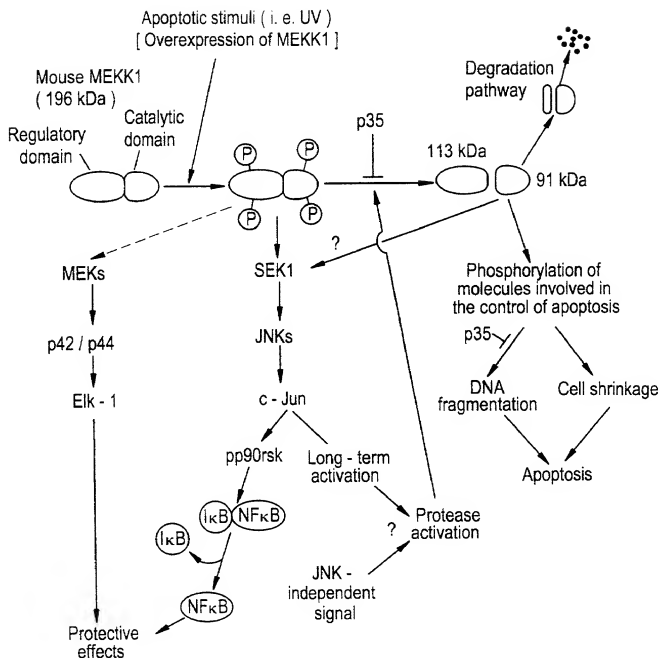 Apoptotic stimuli ( i. e. UV )
[ Overexpression of MEKK1 ]
Mouse MEKK1
( 196 kDa )
Regulatory
domain
Catalytic
domain
P
P
P
P
p35
113 kDa
91 kDa
Degradation
pathway
?
MEKs
SEK1
Phosphorylation of
molecules involved in
the control of apoptosis
p42 / p44
JNKs
p35
Elk - 1
c - Jun
DNA
fragmentation
Cell shrinkage
pp90rsk
Long - term
activation
Apoptosis
IκB
NFκB
IκB
?
Protease
activation
JNK -
independent
signal
NFκB
Protective
effects